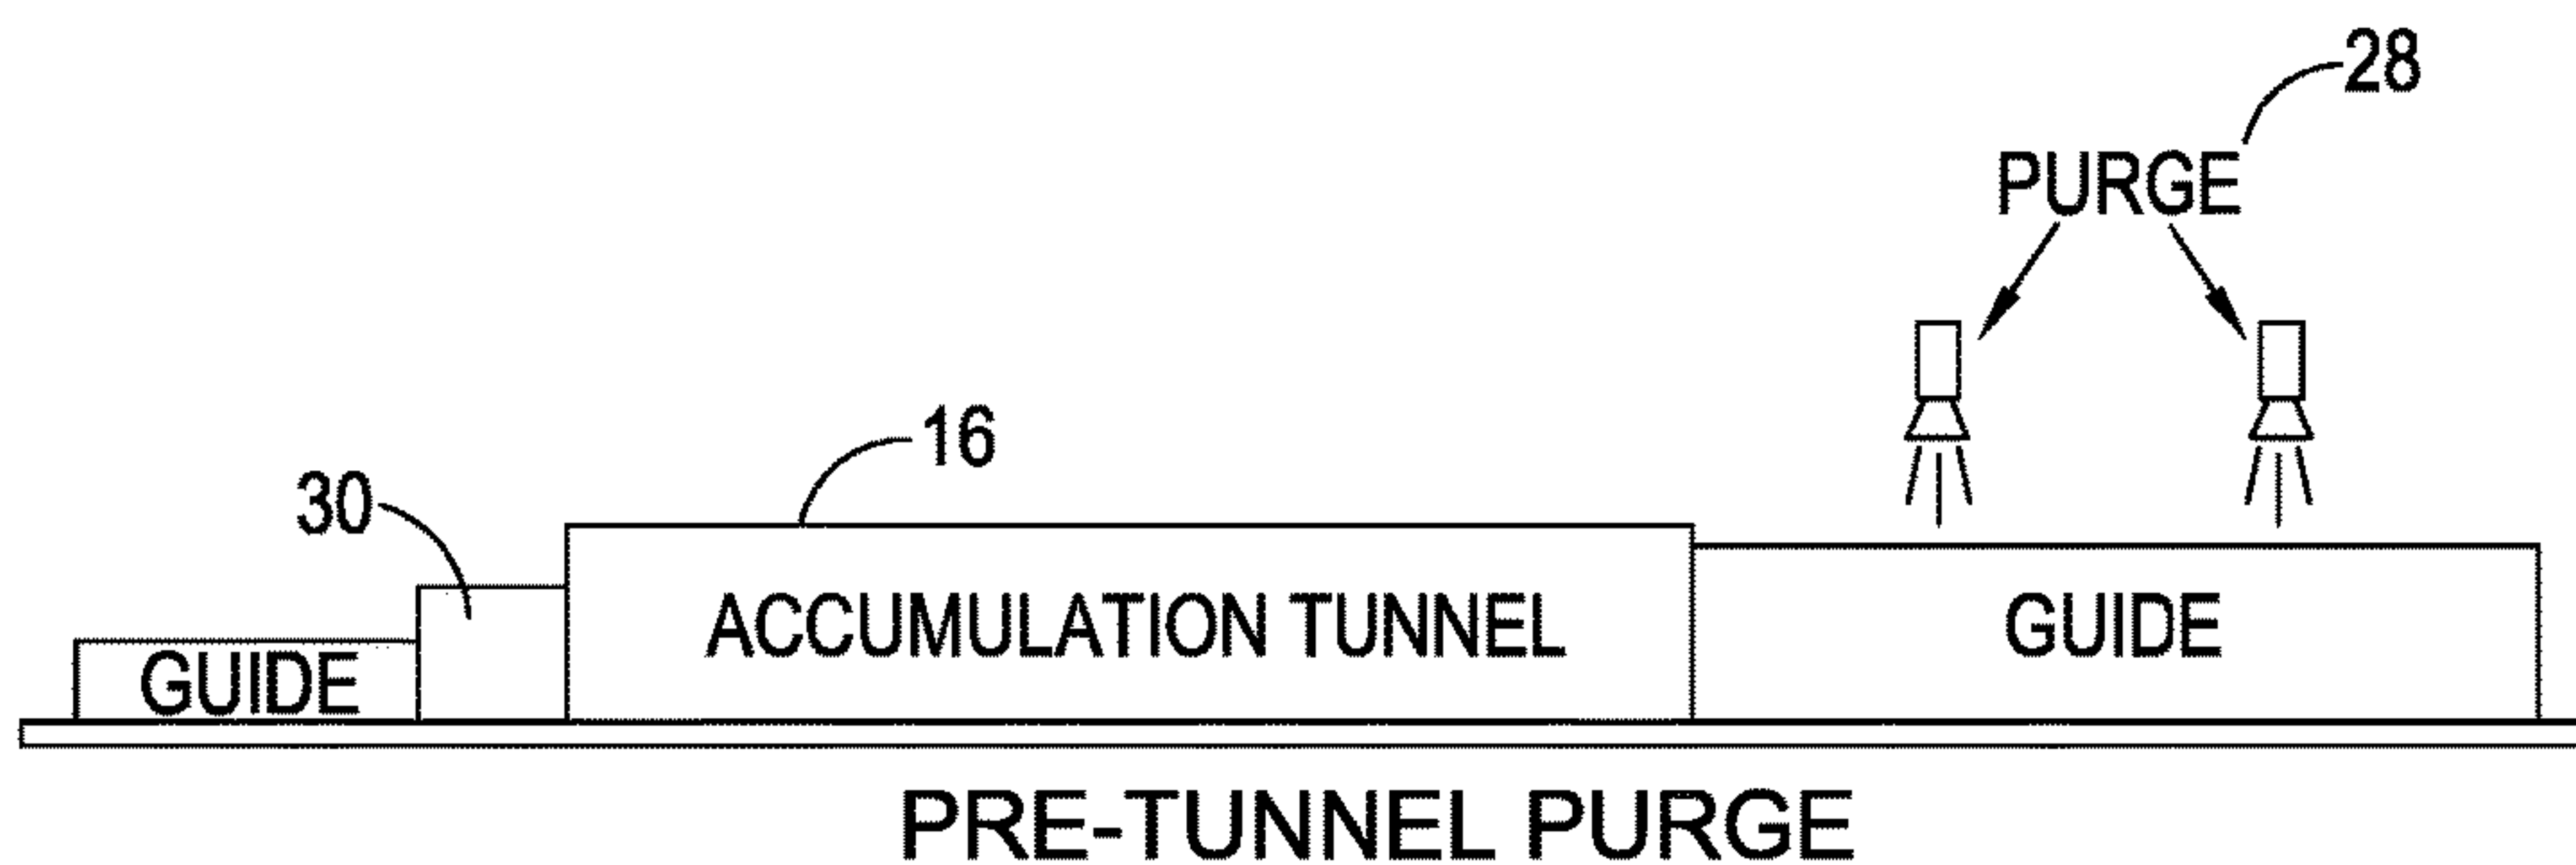 28
PURGE
16
30
ACCUMULATION TUNNEL
GUIDE
GUIDE
PRE-TUNNEL PURGE